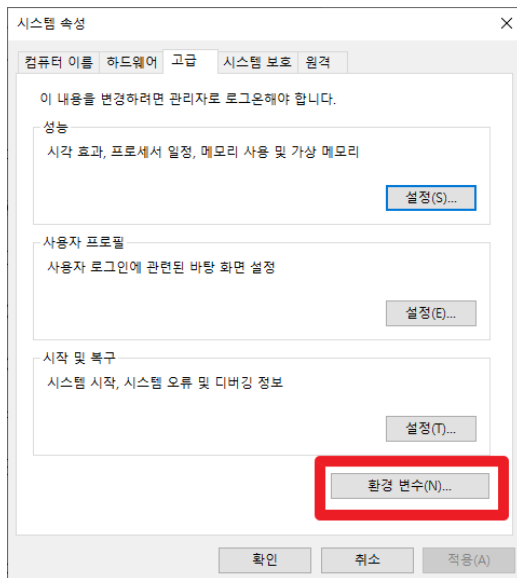 시스템 속성
컴퓨터 이름 하드웨어 고급 시스템 보호 원격
이 내용을 변경하려면 관리자로 로그온해야 합니다.
성능
시각 효과, 프로세서 일정, 메모리 사용 및 가상 메모리
설정(S)...
사용자 프로필
사용자 로그인에 관련된 바탕 화면 설정
설정(E)...
시작 및 복구
시스템 시작, 시스템 오류 및 디버깅 정보
설정(T)...
환경 변수(N)...
확인 취소 적용(A)